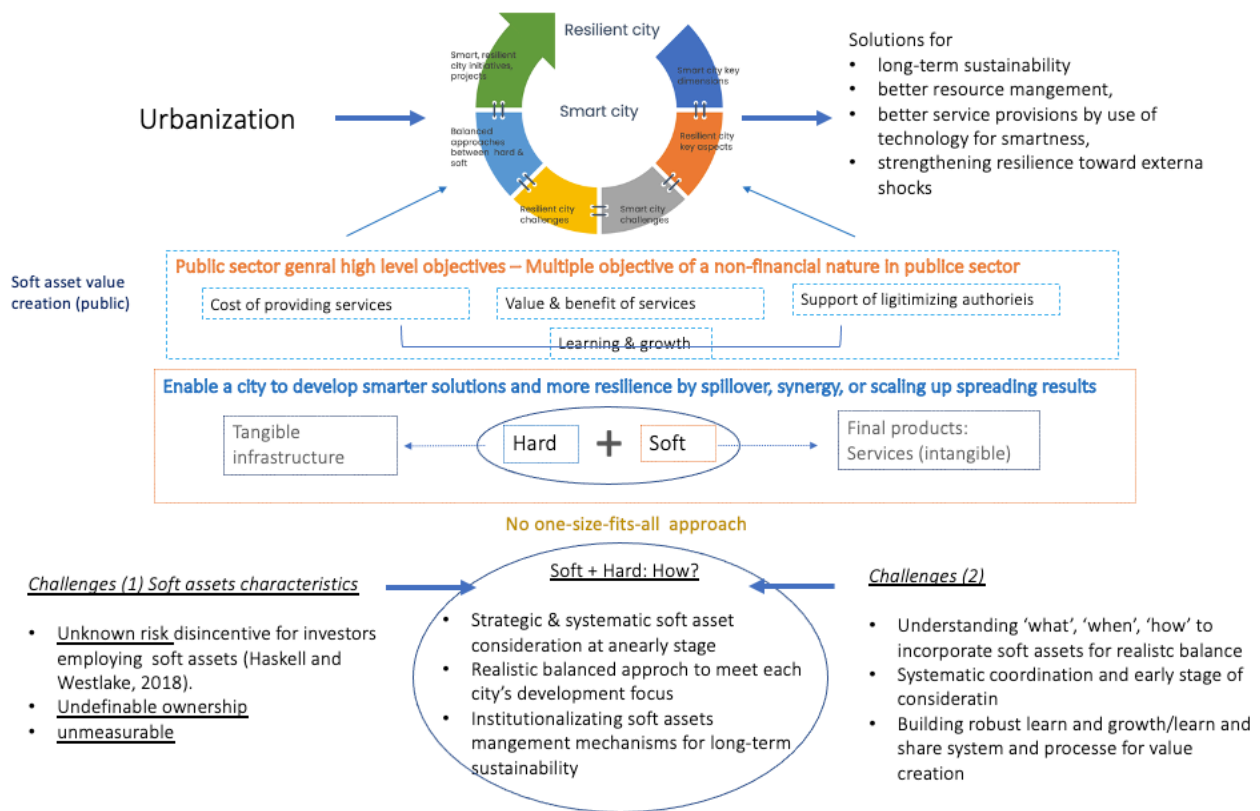 Resilient city
Smart city
Smart, resilient
city initiatives,
projects
Smart city key
dimensions
Balanced
approaches
between hard &
soft
Resilient city
key aspects
Resilient city
challenges
Smart city
challenges
Urbanization
Solutions for
• long-term sustainability
• better resource mangement,
• better service provisions by use of
technology for smartness,
• strengthening resilience toward externa
shocks
Soft asset value
creation (public)
Public sector genral high level objectives – Multiple objective of a non-financial nature in publice sector
Cost of providing services
Value & benefit of services
Support of ligitimizing authorieis
Learning & growth
Enable a city to develop smarter solutions and more resilience by spillover, synergy, or scaling up spreading results
Tangible
infrastructure
Hard + Soft
Final products:
Services (intangible)
No one-size-fits-all approach
Challenges (1) Soft assets characteristics
• Unknown risk disincentive for investors
employing soft assets (Haskell and
Westlake, 2018).
• Undefinable ownership
• unmeasurable
Soft + Hard: How?
• Strategic & systematic soft asset
consideration at anearly stage
• Realistic balanced approch to meet each
city's development focus
• Institutionalizating soft assets
mangement mechanisms for long-term
sustainability
Challenges (2)
• Understanding 'what', 'when', 'how' to
incorporate soft assets for realistc balance
• Systematic coordination and early stage of
consideratin
• Building robust learn and growth/learn and
share system and processe for value
creation